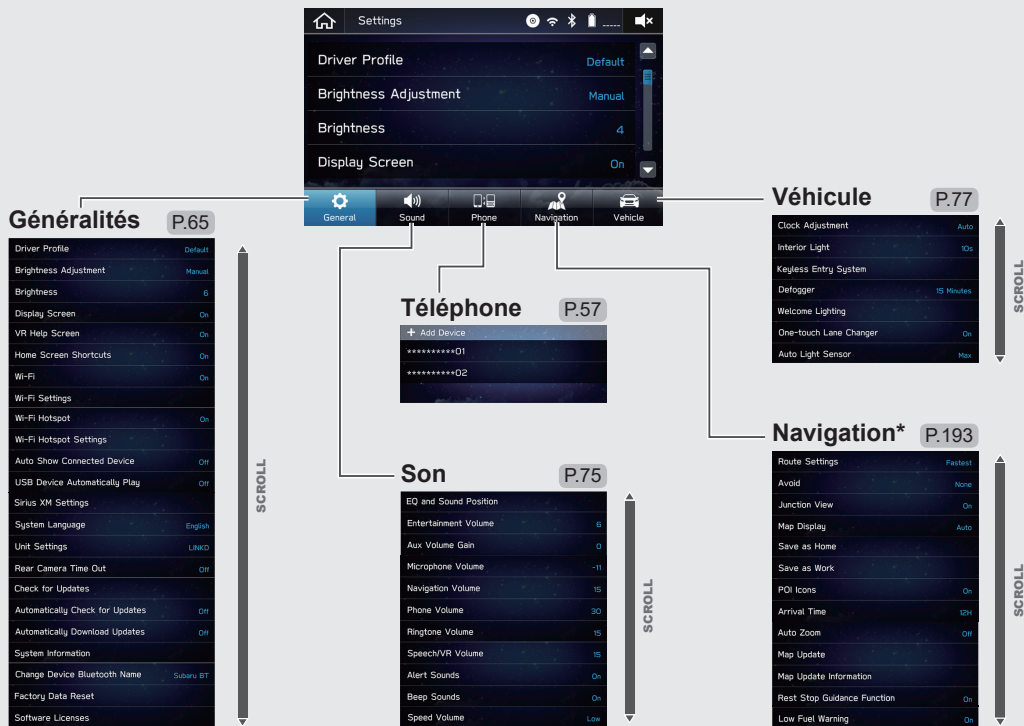 Settings
Driver Profile Default
Brightness Adjustment Manual
Brightness 4
Display Screen On
General Sound Phone Navigation Vehicle
Généralités P.65
Driver Profile Default
Brightness Adjustment Manual
Brightness 6
Display Screen On
VR Help Screen On
Home Screen Shortcuts On
Wi-Fi On
Wi-Fi Settings
Wi-Fi Hotspot On
Wi-Fi Hotspot Settings
Auto Show Connected Device Off
USB Device Automatically Play Off
Sirius XM Settings
System Language English
Unit Settings LINKD
Rear Camera Time Out Off
Check for Updates
Automatically Check for Updates Off
Automatically Download Updates Off
System Information
Change Device Bluetooth Name Subaru BT
Factory Data Reset
Software Licenses
SCROLL
Téléphone P.57
+ Add Device
**********01
**********02
Son P.75
EQ and Sound Position
Entertainment Volume 6
Aux Volume Gain 0
Microphone Volume -11
Navigation Volume 15
Phone Volume 30
Ringtone Volume 15
Speech/VR Volume 15
Alert Sounds On
Beep Sounds On
Speed Volume Low
SCROLL
Véhicule P.77
Clock Adjustment Auto
Interior Light 10s
Keyless Entry System
Defogger 15 Minutes
Welcome Lighting
One-touch Lane Changer On
Auto Light Sensor Max
SCROLL
Navigation* P.193
Route Settings Fastest
Avoid None
Junction View On
Map Display Auto
Save as Home
Save as Work
POI Icons On
Arrival Time 12H
Auto Zoom Off
Map Update
Map Update Information
Rest Stop Guidance Function On
Low Fuel Warning On
SCROLL